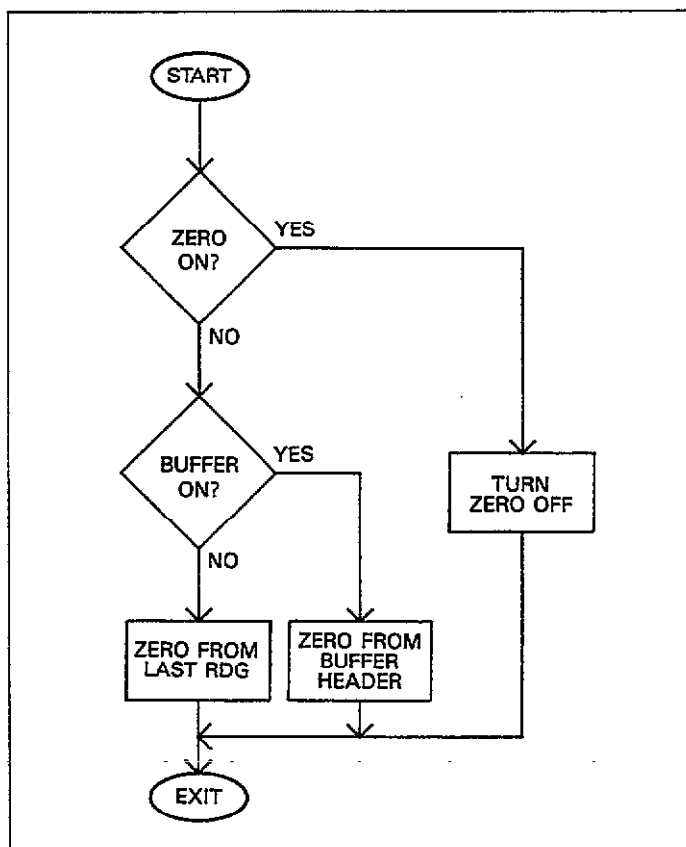 START
ZERO
ON?
YES
NO
BUFFER
ON?
YES
TURN
ZERO OFF
NO
ZERO FROM
LAST RDG
ZERO FROM
BUFFER
HEADER
EXIT